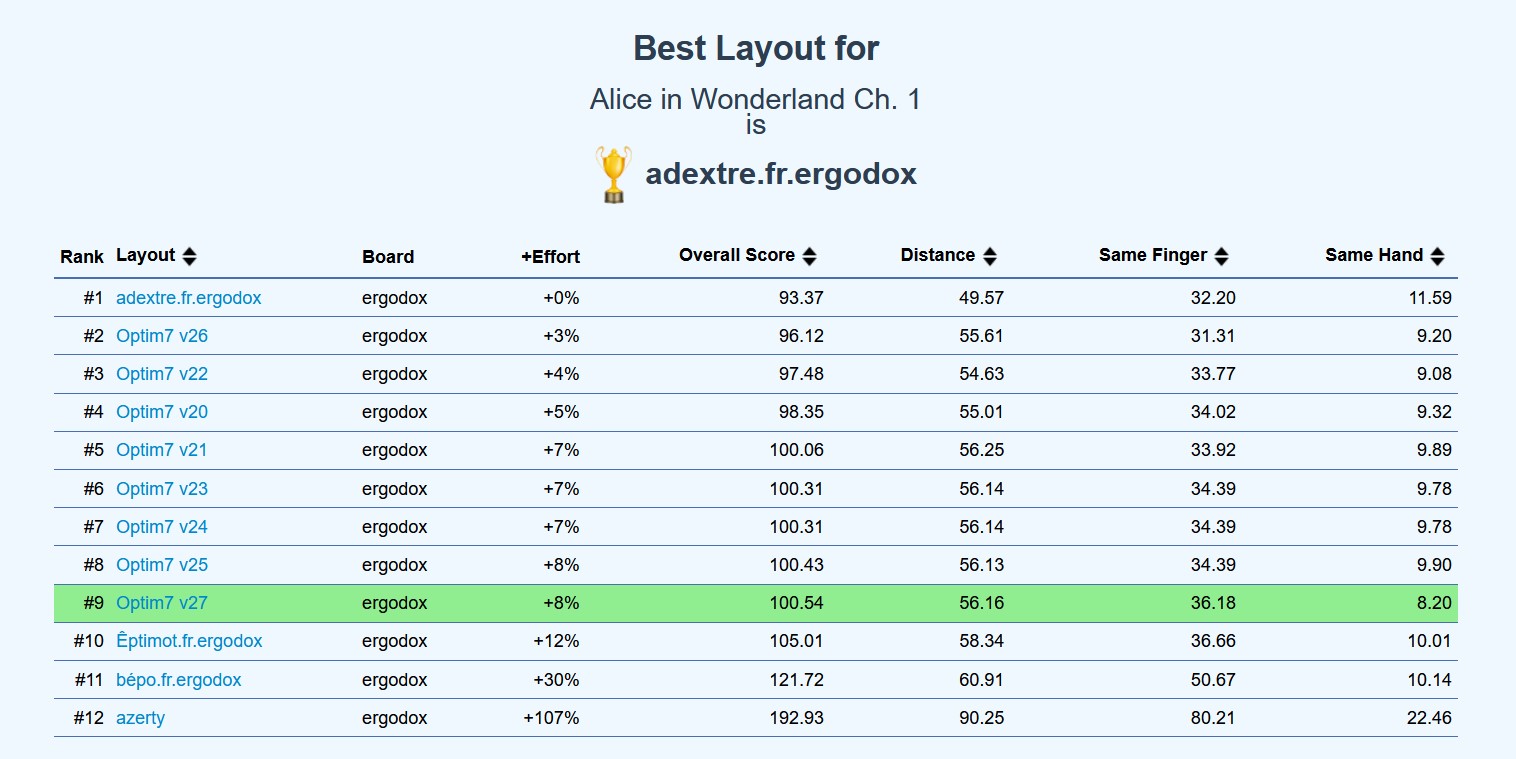 Best Layout for
Alice in Wonderland Ch. 1
is
adextre.fr.ergodox
Rank Layout Board +Effort Overall Score Distance Same Finger Same Hand
#1 adextre.fr.ergodox ergodox +0% 93.37 49.57 32.20 11.59
#2 Optim7 v26 ergodox +3% 96.12 55.61 31.31 9.20
#3 Optim7 v22 ergodox +4% 97.48 54.63 33.77 9.08
#4 Optim7 v20 ergodox +5% 98.35 55.01 34.02 9.32
#5 Optim7 v21 ergodox +7% 100.06 56.25 33.92 9.89
#6 Optim7 v23 ergodox +7% 100.31 56.14 34.39 9.78
#7 Optim7 v24 ergodox +7% 100.31 56.14 34.39 9.78
#8 Optim7 v25 ergodox +8% 100.43 56.13 34.39 9.90
#9 Optim7 v27 ergodox +8% 100.54 56.16 36.18 8.20
#10 Êptimot.fr.ergodox ergodox +12% 105.01 58.34 36.66 10.01
#11 bépo.fr.ergodox ergodox +30% 121.72 60.91 50.67 10.14
#12 azerty ergodox +107% 192.93 90.25 80.21 22.46